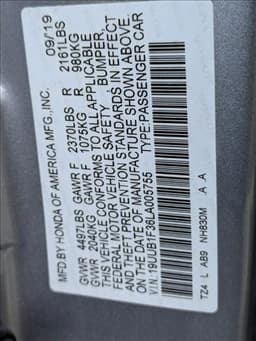 MFD BY HONDA OF AMERICA MFG.,INC. 09/19
GVWR 4497LBS GAWR F 2370LBS R 2161LBS
GVWR 2040KG GAWR F 1075KG R 980KG
THIS VEHICLE CONFORMS TO ALL APPLICABLE
FEDERAL MOTOR VEHICLE SAFETY, BUMPER,
AND THEFT PREVENTION STANDARDS IN EFFECT
ON THE DATE OF MANUFACTURE SHOWN ABOVE.
V.I.N.:19UUB1F36LA005755 TYPE:PASSENGER CAR
TZ4 L AB9 NH830M A A